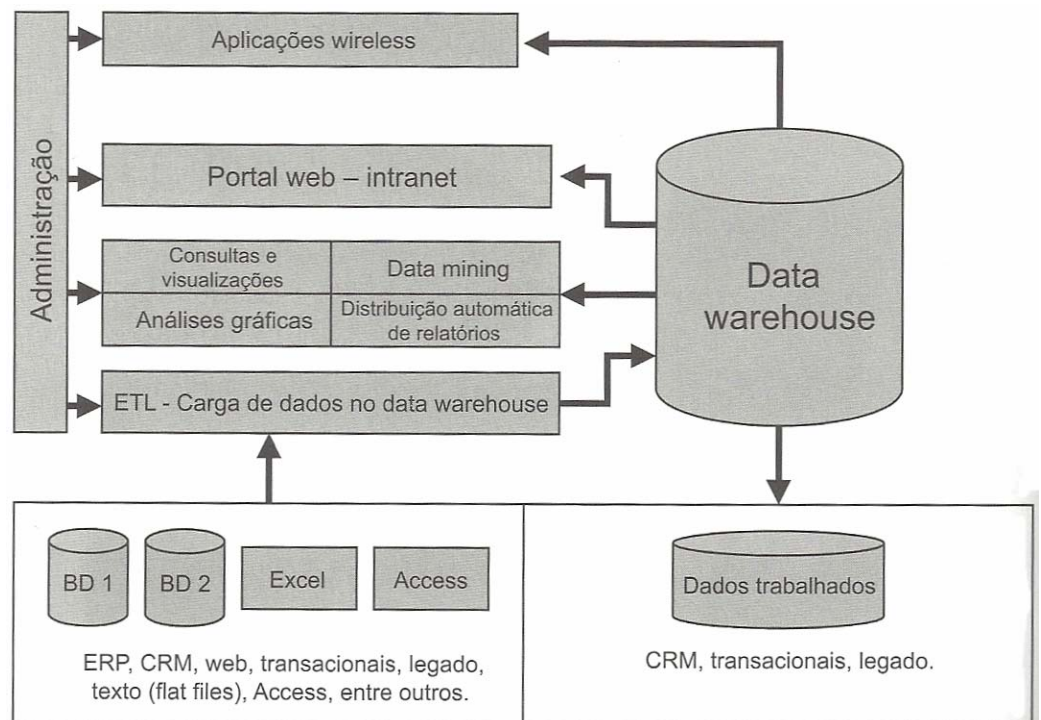 Administração
Aplicações wireless
Portal web – intranet
Consultas e
visualizações
Data mining
Análises gráficas
Distribuição automática
de relatórios
ETL - Carga de dados no data warehouse
Data
warehouse
BD 1
BD 2
Excel
Access
ERP, CRM, web, transacionais, legado,
texto (flat files), Access, entre outros.
Dados trabalhados
CRM, transacionais, legado.